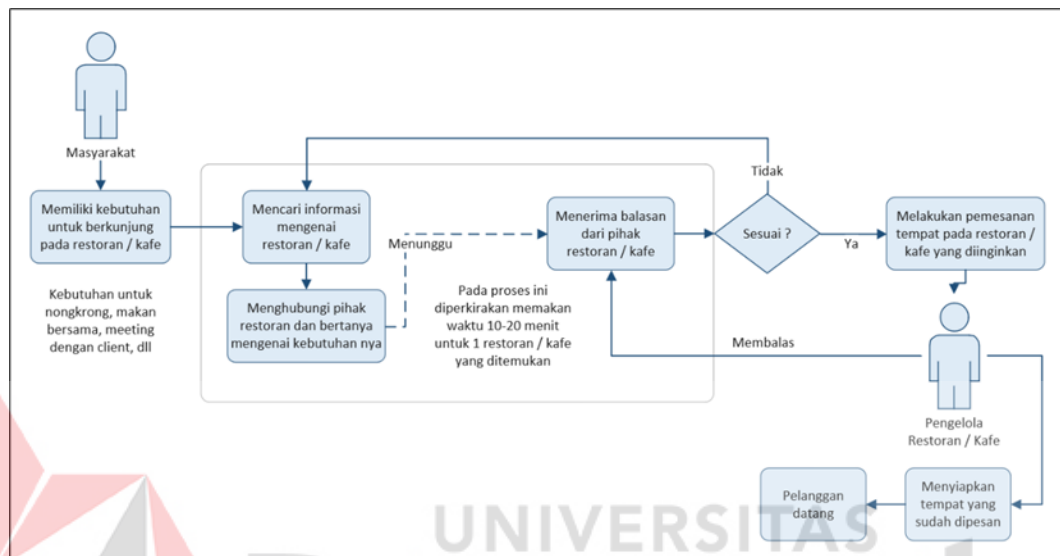 Masyarakat
Memiliki kebutuhan
untuk berkunjung
pada restoran / kafe
Kebutuhan untuk
nongkrong, makan
bersama, meeting
dengan client, dll
Mencari informasi
mengenai
restoran / kafe
Menghubungi pihak
restoran dan bertanya
mengenai kebutuhan nya
Menunggu
Menerima balasan
dari pihak
restoran / kafe
Pada proses ini
diperkirakan memakan
waktu 10-20 menit
untuk 1 restoran / kafe
yang ditemukan
Tidak
Sesuai ?
Ya
Melakukan pemesanan
tempat pada restoran /
kafe yang diinginkan
Membalas
Pengelola
Restoran / Kafe
Menyiapkan
tempat yang
sudah dipesan
Pelanggan
datang
UNIVERSITAS